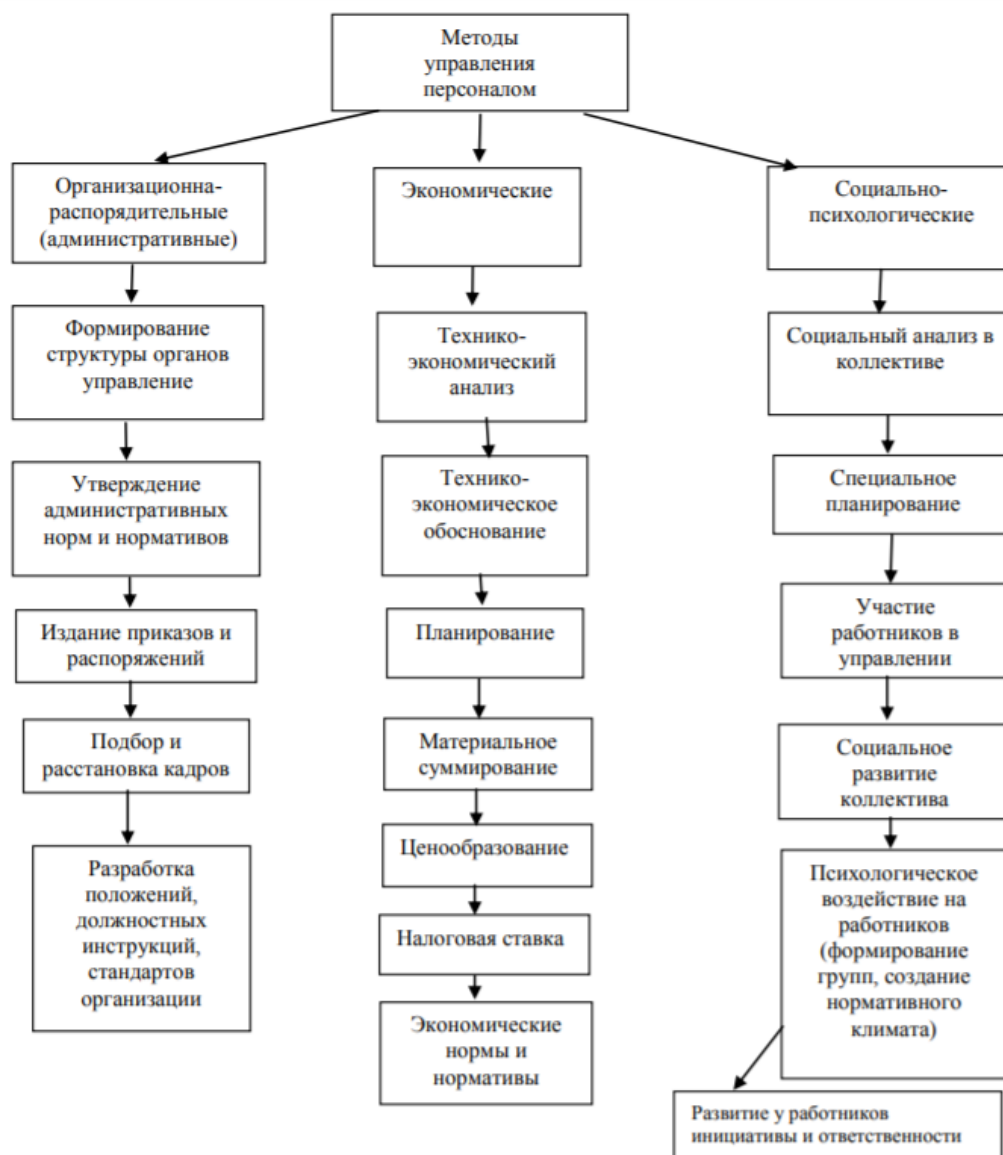 Методы
управления
персоналом
Организационна-
распорядительные
(административные)
Формирование
структуры органов
управление
Утверждение
административных
норм и нормативов
Издание приказов и
распоряжений
Подбор и
расстановка кадров
Разработка
положений,
должностных
инструкций,
стандартов
организации
Экономические
Технико-
экономический
анализ
Технико-
экономическое
обоснование
Планирование
Материальное
суммирование
Ценообразование
Налоговая ставка
Экономические
нормы и
нормативы
Социально-
психологические
Социальный анализ в
коллективе
Специальное
планирование
Участие
работников в
управлении
Социальное
развитие
коллектива
Психологическое
воздействие на
работников
(формирование
групп, создание
нормативного
климата)
Развитие у работников
инициативы и ответственности